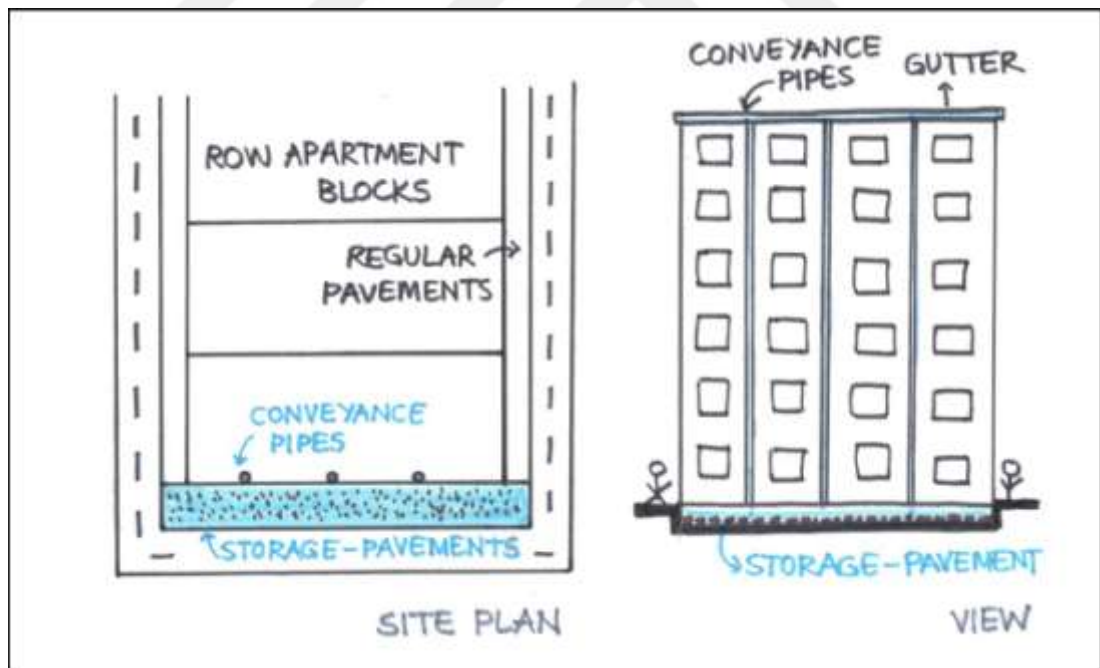 ROW APARTMENT
BLOCKS
REGULAR
PAVEMENTS
CONVEYANCE
PIPES
STORAGE-PAVEMENTS
SITE PLAN
CONVEYANCE
PIPES
GUTTER
STORAGE-PAVEMENT
VIEW